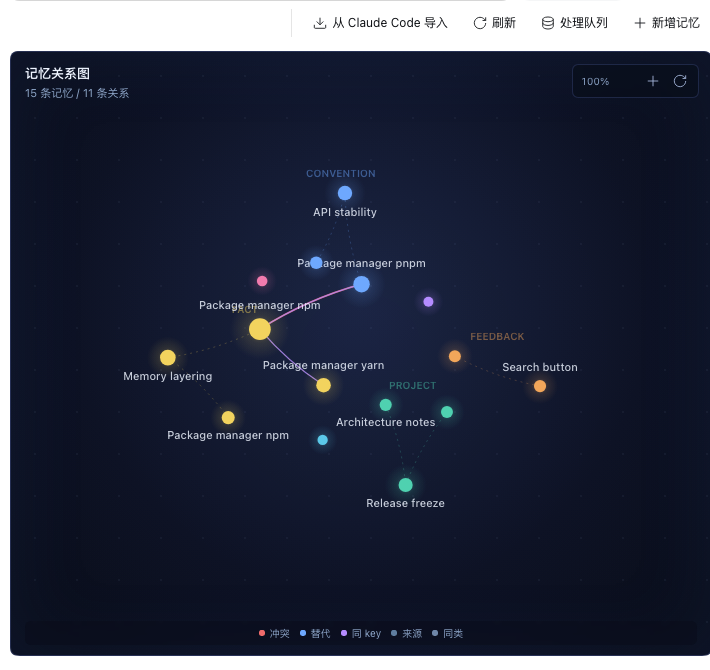 从 Claude Code 导入
刷新
处理队列
新增记忆
记忆关系图
15 条记忆 / 11 条关系
100%
CONVENTION
API stability
Package manager pnpm
Package manager npm
FACT
FEEDBACK
Package manager yarn
Search button
Memory layering
PROJECT
Architecture notes
Package manager npm
Release freeze
冲突
替代
同 key
来源
同类